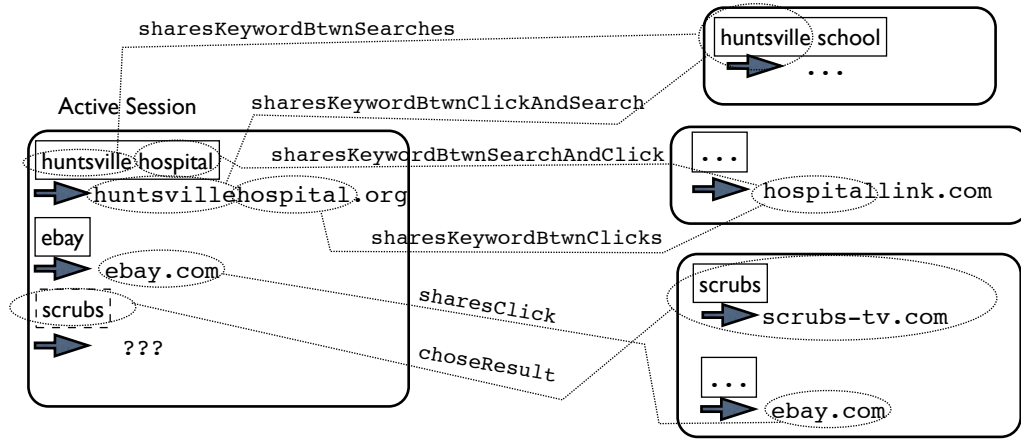 sharesKeywordBtwnSearches
huntsville school
...
Active Session
sharesKeywordBtwnClickAndSearch
huntsville hospital
sharesKeywordBtwnSearchAndClick
...
huntsvillehospital.org
hospitallink.com
ebay
sharesKeywordBtwnClicks
ebay.com
scrubs
sharesClick
scrubs
scrubs-tv.com
???
choseResult
...
ebay.com